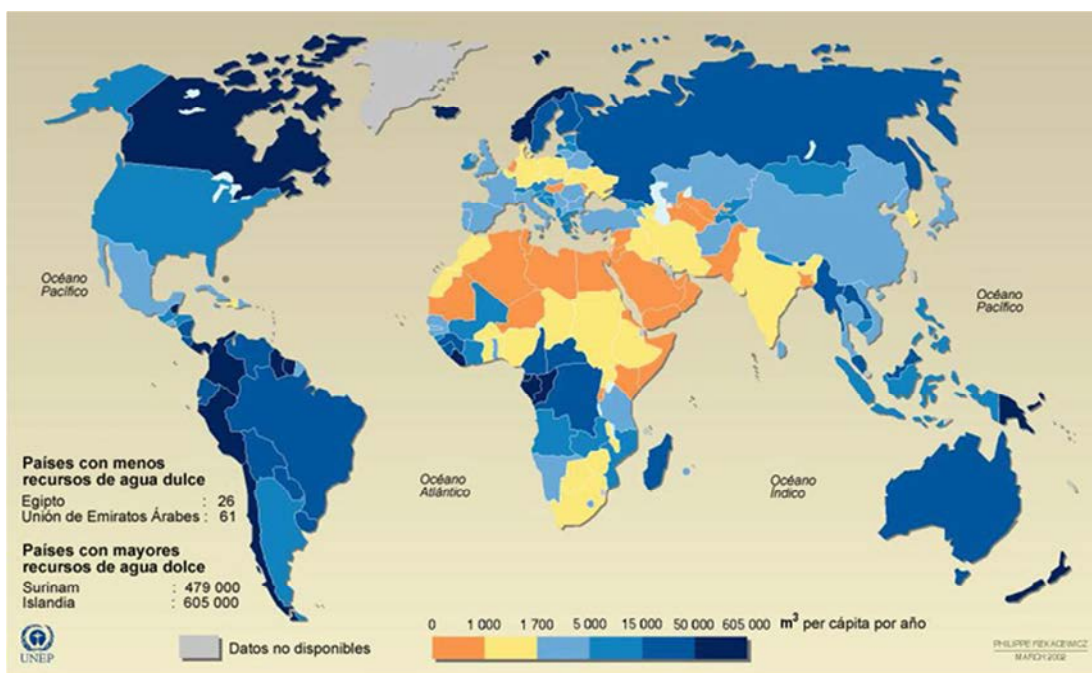 Océano
Pacífico
Océano
Pacífico
Países con menos
recursos de agua dulce
Egipto : 26
Unión de Emiratos Árabes : 61
Océano
Atlántico
Océano
Índico
Países con mayores
recursos de agua dolce
Surinam : 479 000
Islandia : 605 000
0 1 000 1 700 5 000 15 000 50 000 605 000 m³ per cápita por año
Datos no disponibles
UNEP
PHILIPPE REKACEWICZ
MARCH 2002